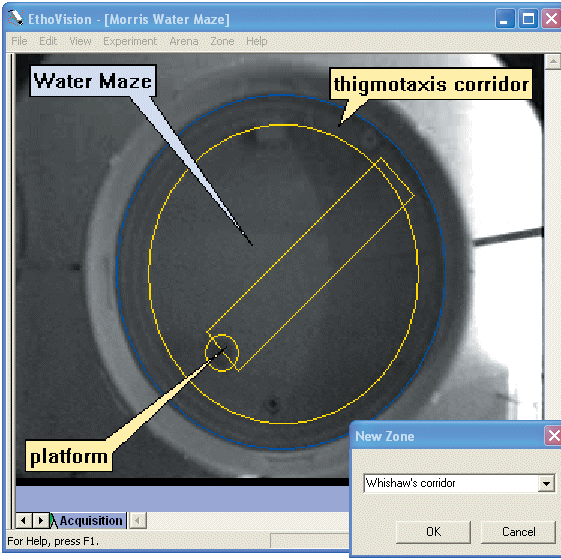 EthoVision - [Morris Water Maze]
File Edit View Experiment Arena Zone Help
Water Maze
thigmotaxis corridor
platform
New Zone
Whishaw's corridor
OK Cancel
Acquisition
For Help, press F1.